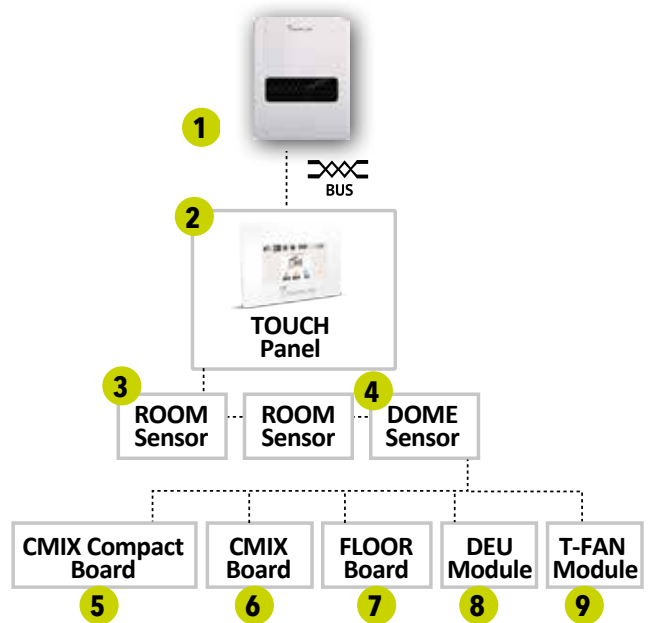 1
BUS
2
TOUCH
Panel
3
4
ROOM
Sensor
ROOM
Sensor
DOME
Sensor
CMIX Compact
Board
CMIX
Board
FLOOR
Board
DEU
Module
T-FAN
Module
5
6
7
8
9